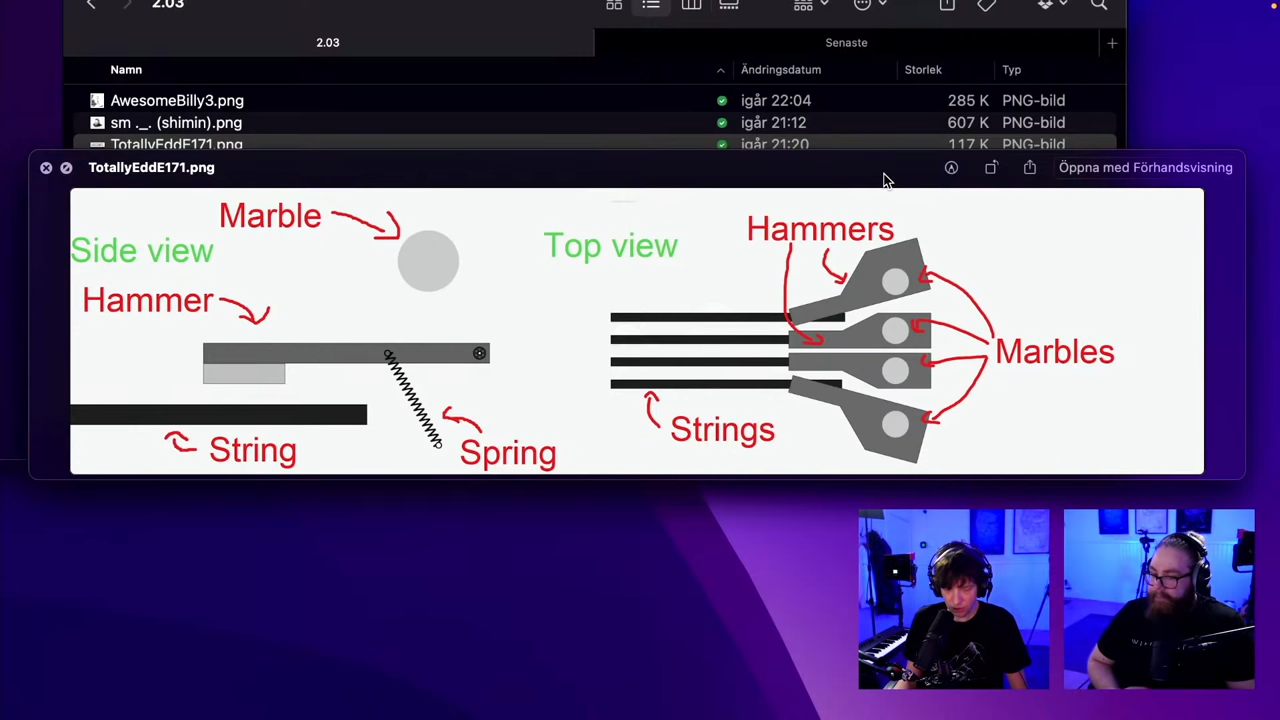 2.03
2.03
Senaste
Namn
Ändringsdatum
Storlek
Typ
AwesomeBilly3.png
igår 22:04
285 K
PNG-bild
sm ._. (shimin).png
igår 21:12
607 K
PNG-bild
TotallyEddE171.png
igår 21:20
117 K
PNG-bild
TotallyEddE171.png
Öppna med Förhandsvisning
Marble
Side view
Hammer
String
Spring
Top view
Hammers
Marbles
Strings